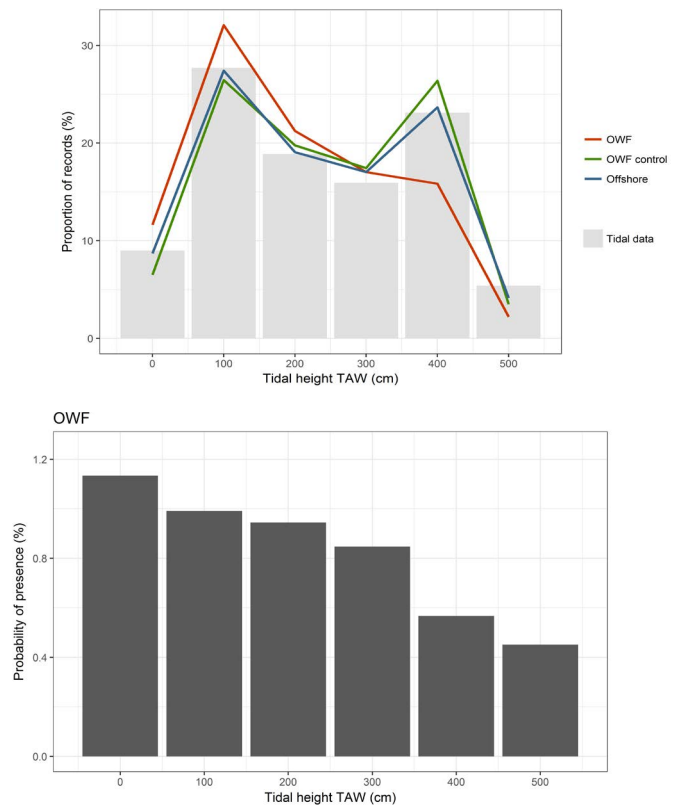 30
20
10
0
Proportion of records (%)
0 100 200 300 400 500
Tidal height TAW (cm)
OWF
OWF control
Offshore
Tidal data
OWF
1.2
0.8
0.4
0.0
Probability of presence (%)
0 100 200 300 400 500
Tidal height TAW (cm)